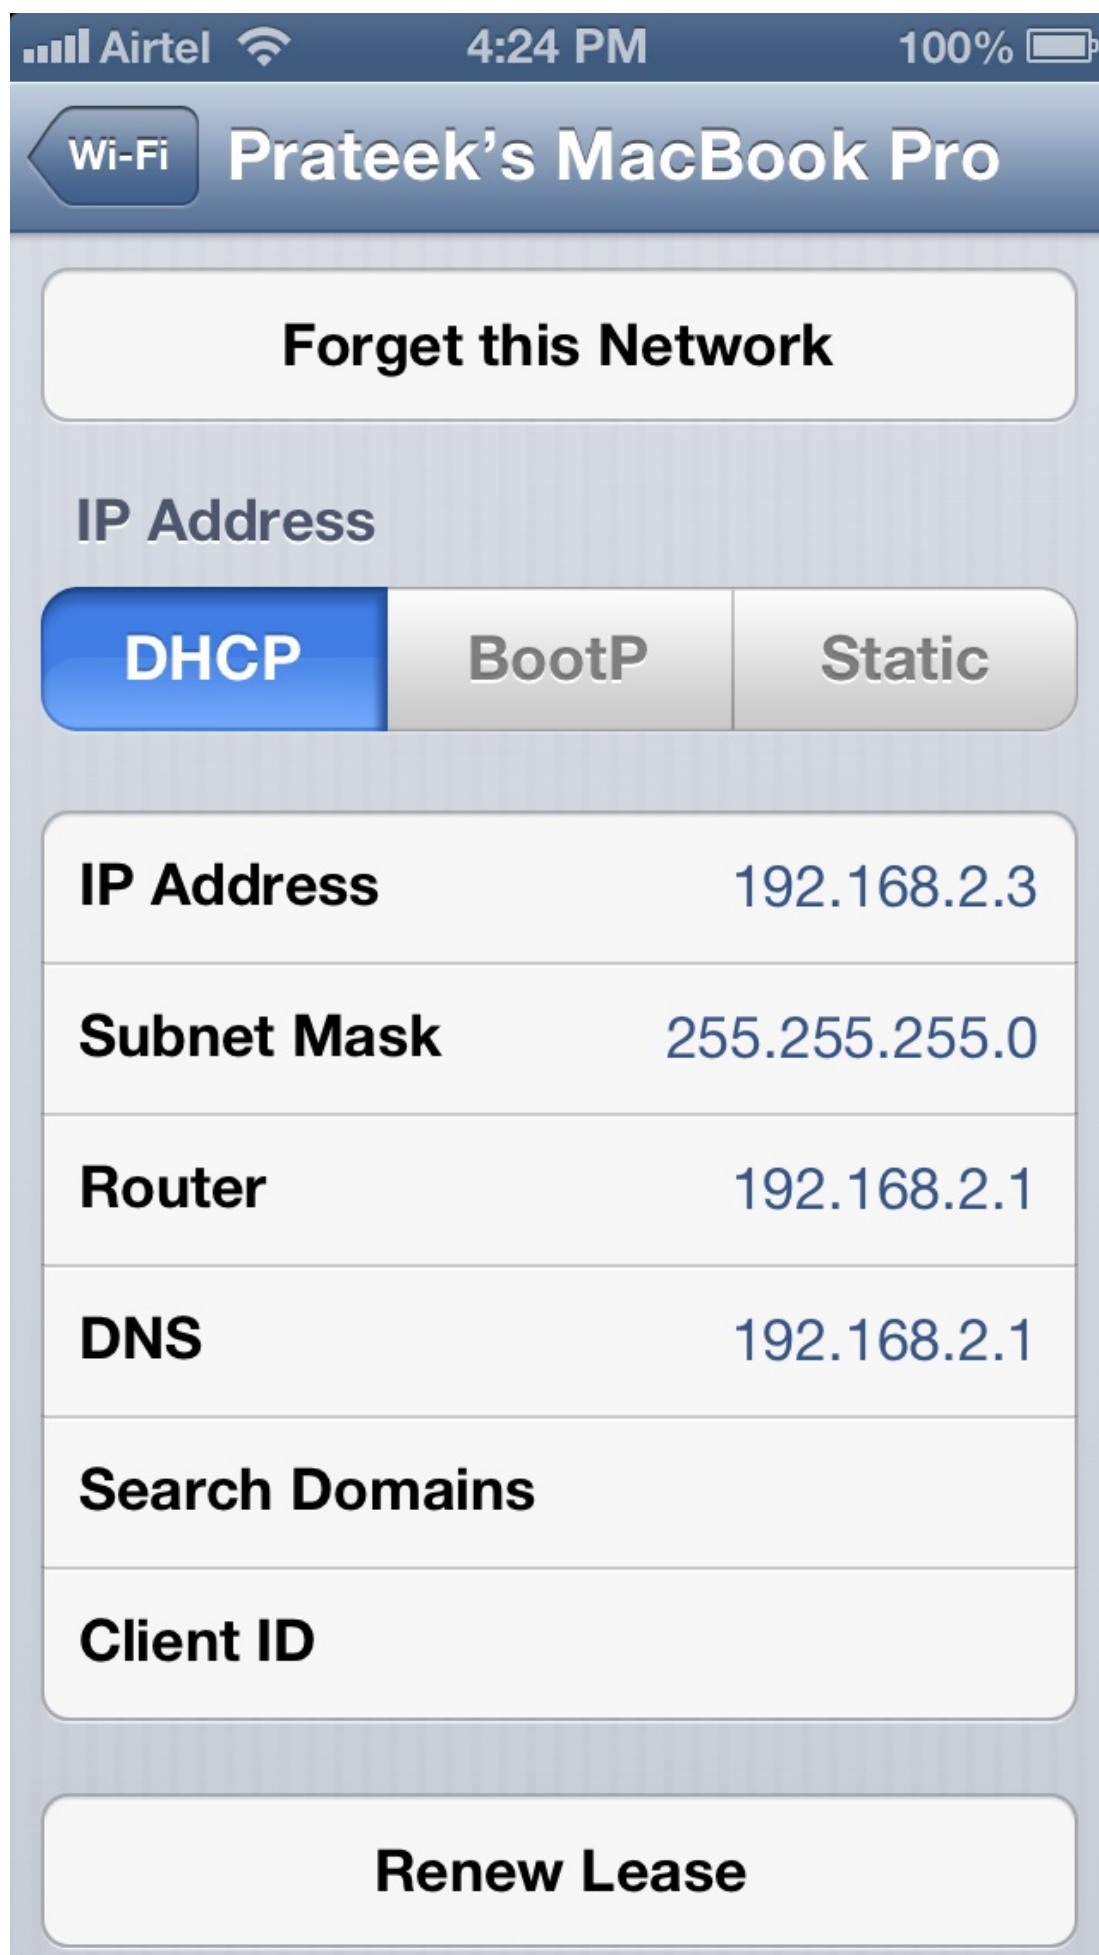 Airtel 4:24 PM 100%
Wi-Fi Prateek’s MacBook Pro
Forget this Network
IP Address
DHCP BootP Static
IP Address 192.168.2.3
Subnet Mask 255.255.255.0
Router 192.168.2.1
DNS 192.168.2.1
Search Domains
Client ID
Renew Lease